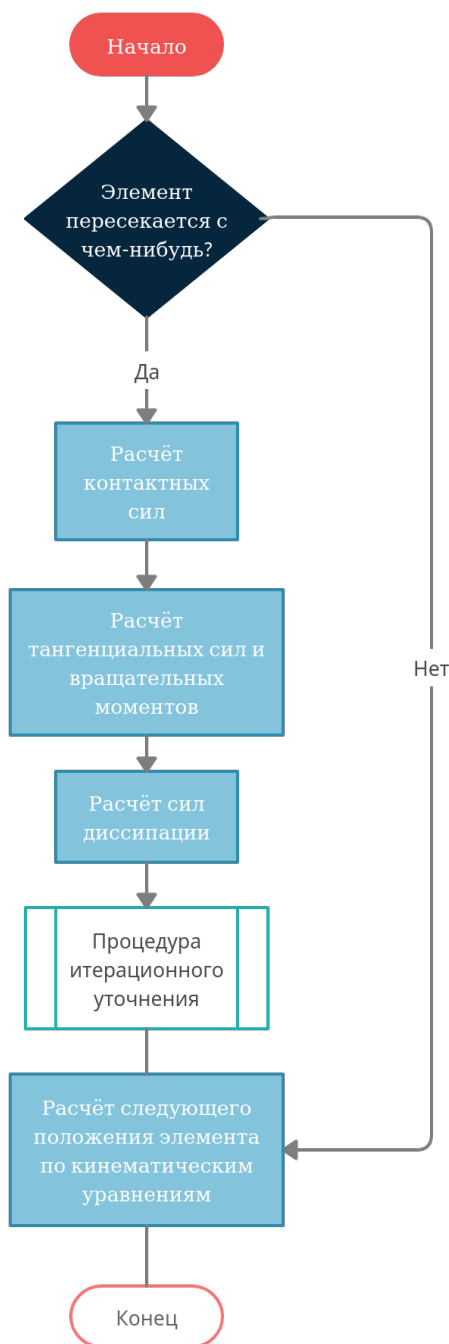 Начало
Элемент
пересекается с
чем-нибудь?
Да
Расчёт
контактных
сил
Расчёт
тангенциальных сил и
вращательных
моментов
Нет
Расчёт сил
диссипации
Процедура
итерационного
уточнения
Расчёт следующего
положения элемента
по кинематическим
уравнениям
Конец